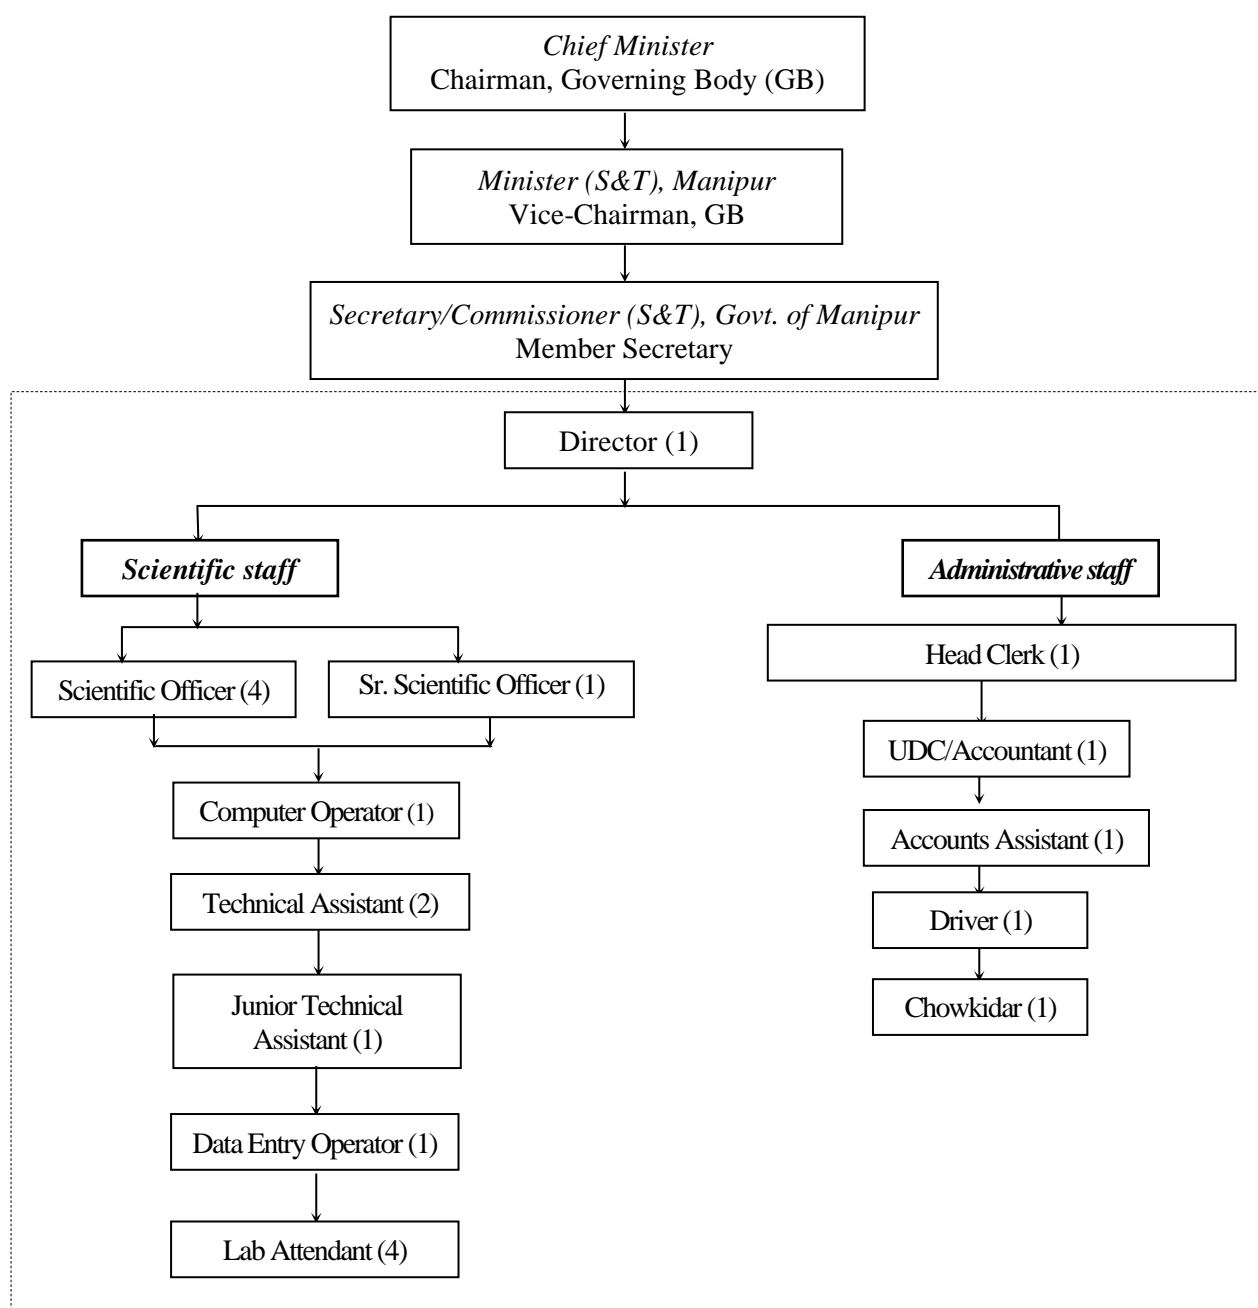 Chief Minister
Chairman, Governing Body (GB)
Minister (S&T), Manipur
Vice-Chairman, GB
Secretary/Commissioner (S&T), Govt. of Manipur
Member Secretary
Director (1)
Scientific staff
Administrative staff
Scientific Officer (4)
Sr. Scientific Officer (1)
Computer Operator (1)
Technical Assistant (2)
Junior Technical
Assistant (1)
Data Entry Operator (1)
Lab Attendant (4)
Head Clerk (1)
UDC/Accountant (1)
Accounts Assistant (1)
Driver (1)
Chowkidar (1)